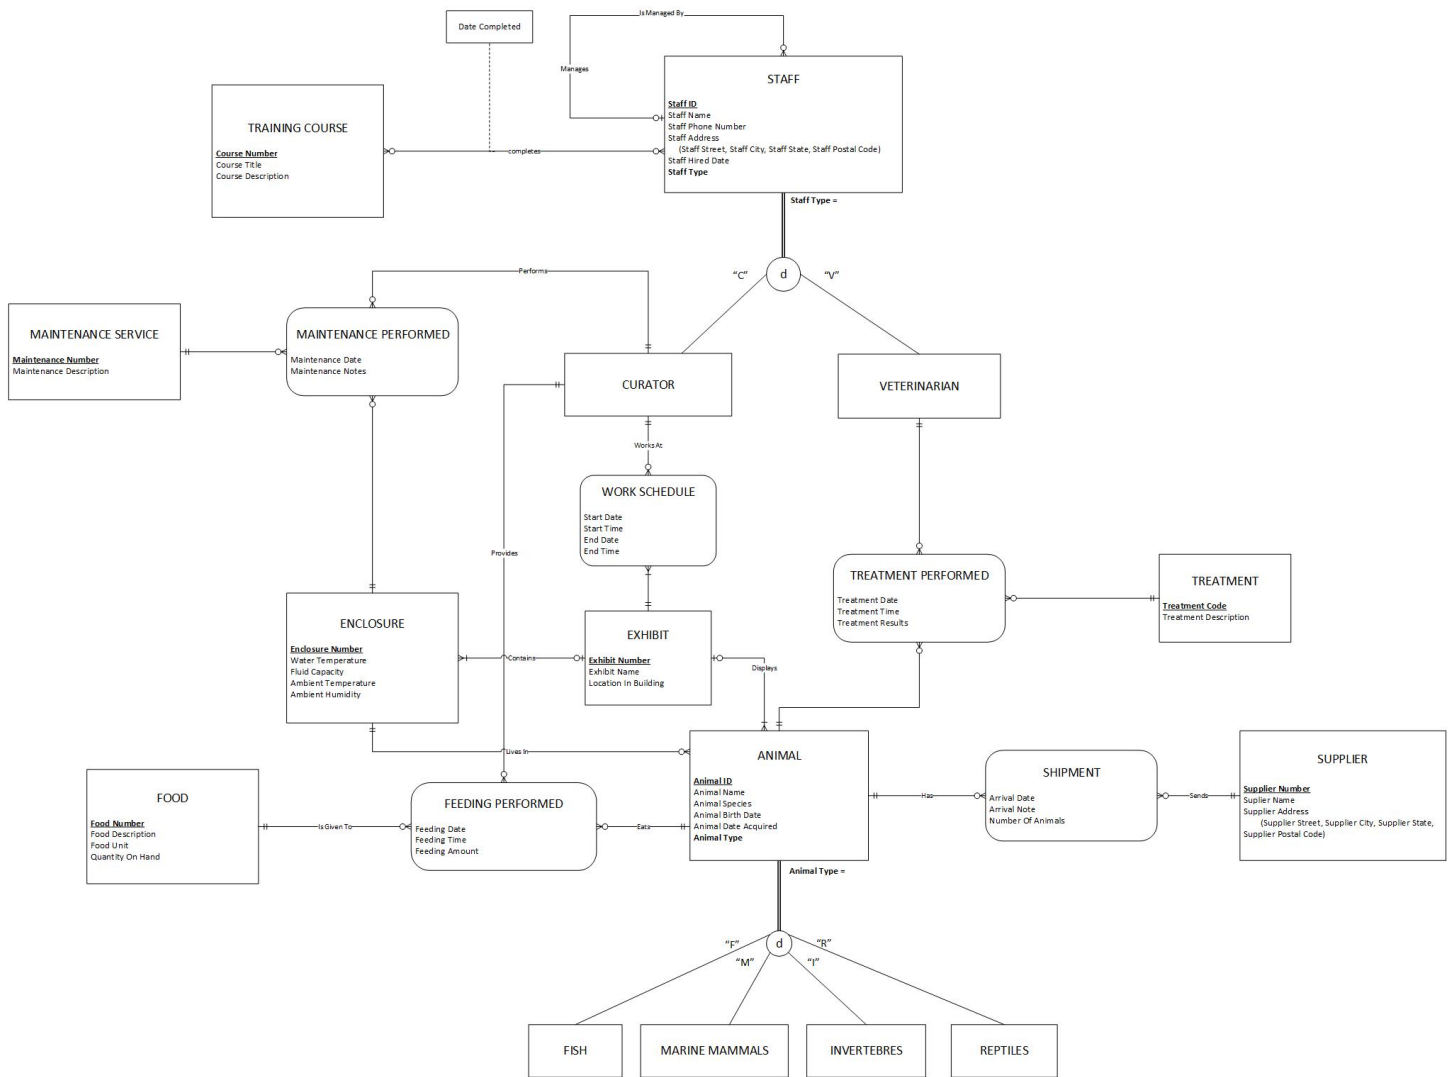 Is Managed By
Date Completed
Manages
STAFF
Staff ID
Staff Name
Staff Phone Number
Staff Address
(Staff Street, Staff City, Staff State, Staff Postal Code)
Staff Hired Date
Staff Type
TRAINING COURSE
Course Number
Course Title
Course Description
completes
Staff Type =
"C"
d
"V"
Performs
MAINTENANCE SERVICE
Maintenance Number
Maintenance Description
MAINTENANCE PERFORMED
Maintenance Date
Maintenance Notes
CURATOR
VETERINARIAN
Works At
WORK SCHEDULE
Start Date
Start Time
End Date
End Time
Provides
TREATMENT PERFORMED
Treatment Date
Treatment Time
Treatment Results
TREATMENT
Treatment Code
Treatment Description
ENCLOSURE
Enclosure Number
Water Temperature
Fluid Capacity
Ambient Temperature
Ambient Humidity
Contains
EXHIBIT
Exhibit Number
Exhibit Name
Location In Building
Displays
Lives In
ANIMAL
Animal ID
Animal Name
Animal Species
Animal Birth Date
Animal Date Acquired
Animal Type
Has
SHIPMENT
Arrival Date
Arrival Note
Number Of Animals
Sends
SUPPLIER
Supplier Number
Suplier Name
Supplier Address
(Supplier Street, Supplier City, Supplier State,
Supplier Postal Code)
FOOD
Food Number
Food Description
Food Unit
Quantity On Hand
Is Given To
FEEDING PERFORMED
Feeding Date
Feeding Time
Feeding Amount
Eats
Animal Type =
"F"
d
"R"
"M"
"I"
FISH
MARINE MAMMALS
INVERTEBRES
REPTILES